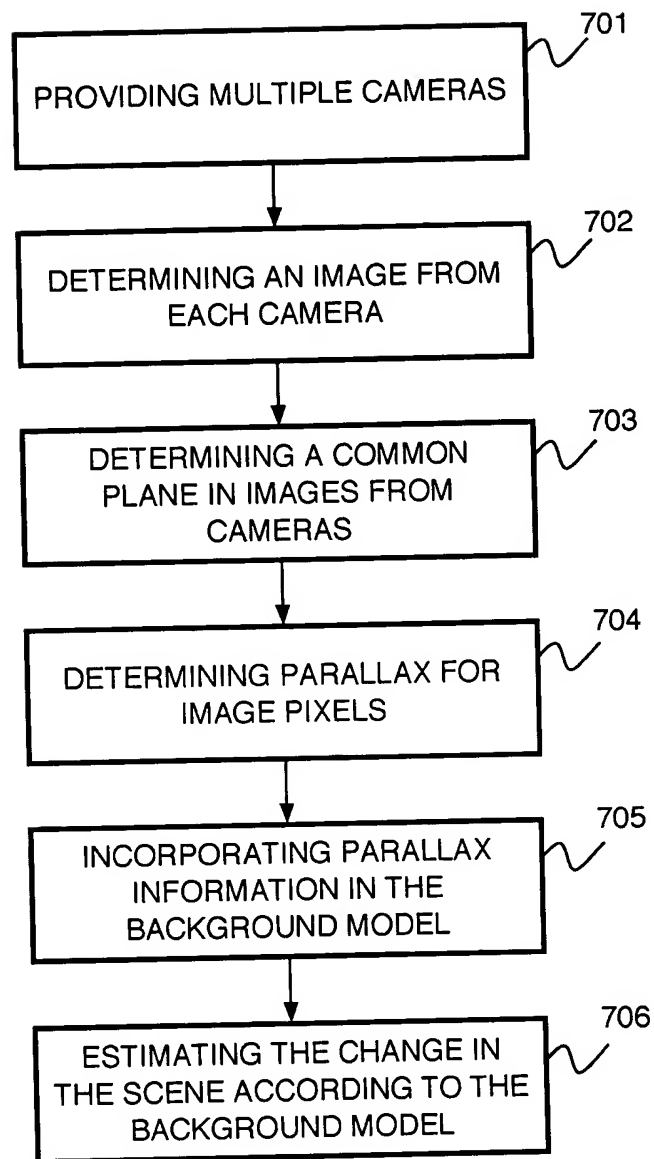 701
PROVIDING MULTIPLE CAMERAS
702
DETERMINING AN IMAGE FROM
EACH CAMERA
703
DETERMINING A COMMON
PLANE IN IMAGES FROM
CAMERAS
704
DETERMINING PARALLAX FOR
IMAGE PIXELS
705
INCORPORATING PARALLAX
INFORMATION IN THE
BACKGROUND MODEL
706
ESTIMATING THE CHANGE IN
THE SCENE ACCORDING TO THE
BACKGROUND MODEL